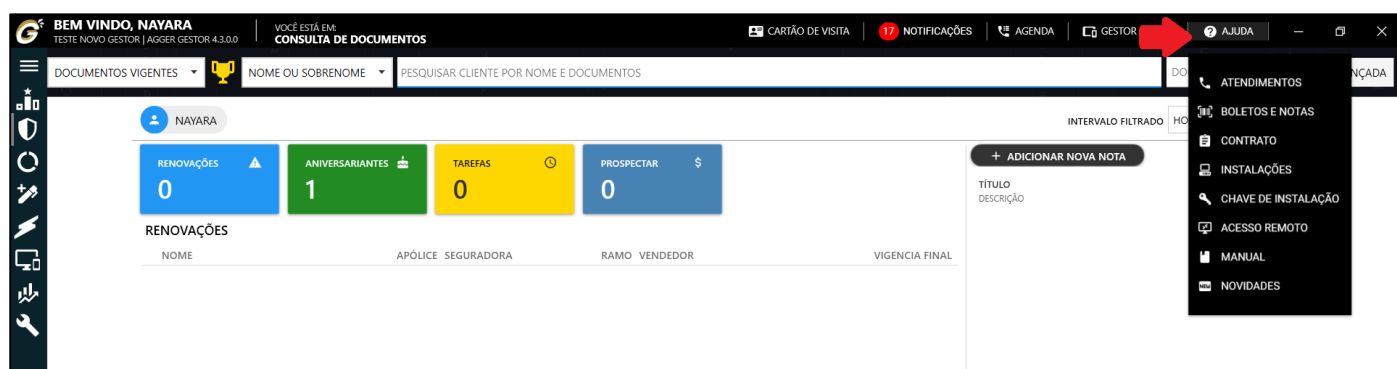 BEM VINDO, NAYARA
TESTE NOVO GESTOR | AGGER GESTOR 4.3.0.0
VOCÊ ESTÁ EM:
CONSULTA DE DOCUMENTOS
CARTÃO DE VISITA
17 NOTIFICAÇÕES
AGENDA
GESTOR
AJUDA
DOCUMENTOS VIGENTES
NOME OU SOBRENOME
PESQUISAR CLIENTE POR NOME E DOCUMENTOS
ATENDIMENTOS
BOLETOS E NOTAS
CONTRATO
INSTALAÇÕES
CHAVE DE INSTALAÇÃO
ACESSO REMOTO
MANUAL
NEW NOVIDADES
NAYARA
INTERVALO FILTRADO
RENOVAÇÕES
0
ANIVERSARIANTES
1
TAREFAS
0
PROSPECTAR $
0
+ ADICIONAR NOVA NOTA
TÍTULO
DESCRIÇÃO
RENOVAÇÕES
NOME APÓLICE SEGURADORA RAMO VENDEDOR VIGENCIA FINAL